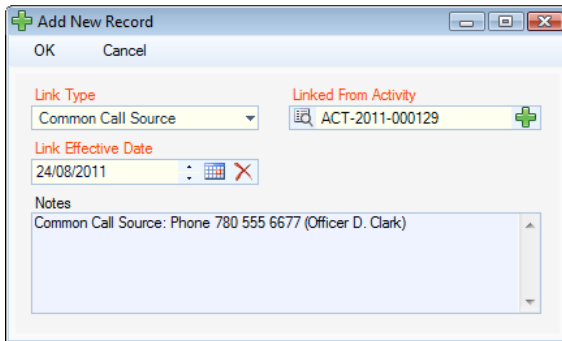 Add New Record
OK Cancel
Link Type Linked From Activity
Common Call Source ACT-2011-000129
Link Effective Date
24/08/2011
Notes
Common Call Source: Phone 780 555 6677 (Officer D. Clark)